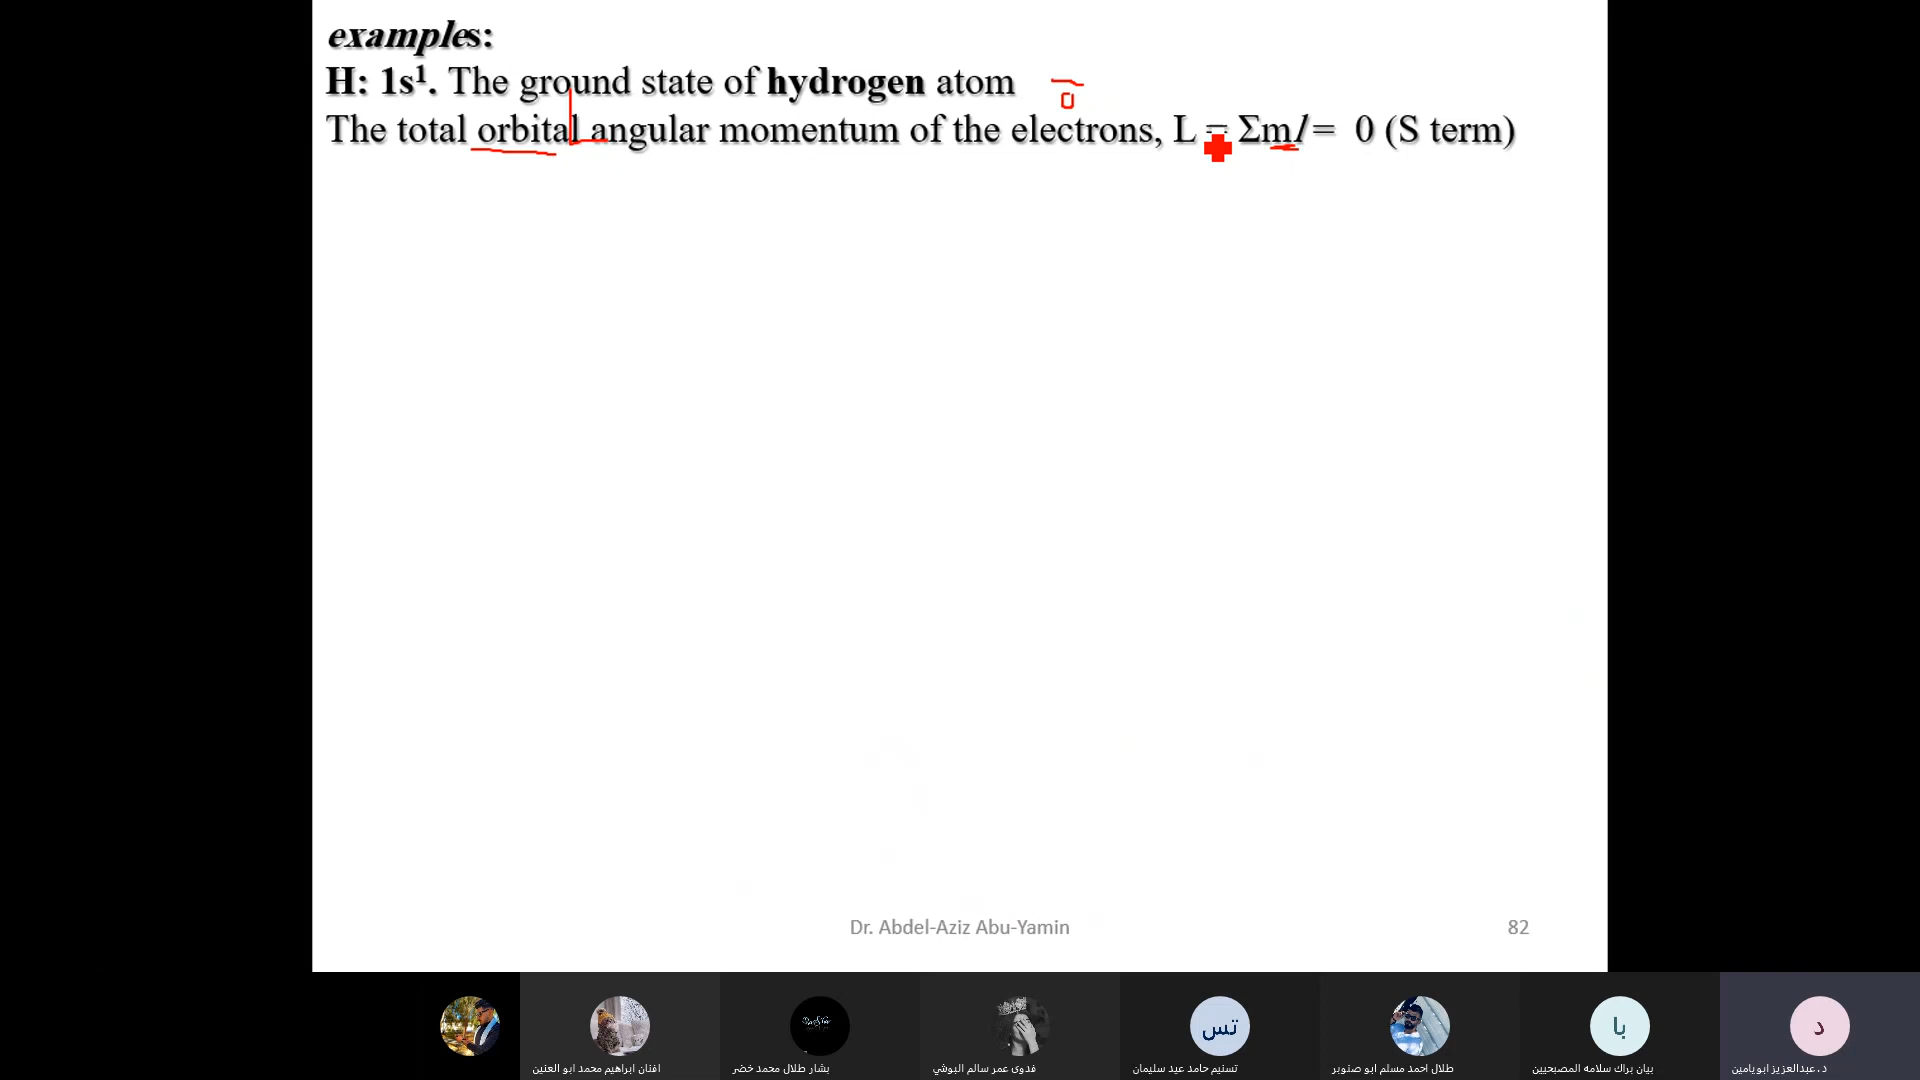 examples:
H: 1s¹. The ground state of hydrogen atom
0
The total orbital angular momentum of the electrons, L = Σml = 0 (S term)
Dr. Abdel-Aziz Abu-Yamin
82
تس
با
د
افنان ابراهيم محمد ابو العنين
بشار طلال محمد خضر
فدوى عمر سالم البوشي
تسنيم حامد عيد سليمان
طلال احمد مسلم ابو صنوبر
بيان براك سلامه المصبحيين
د.عبدالعزيز ابويامين